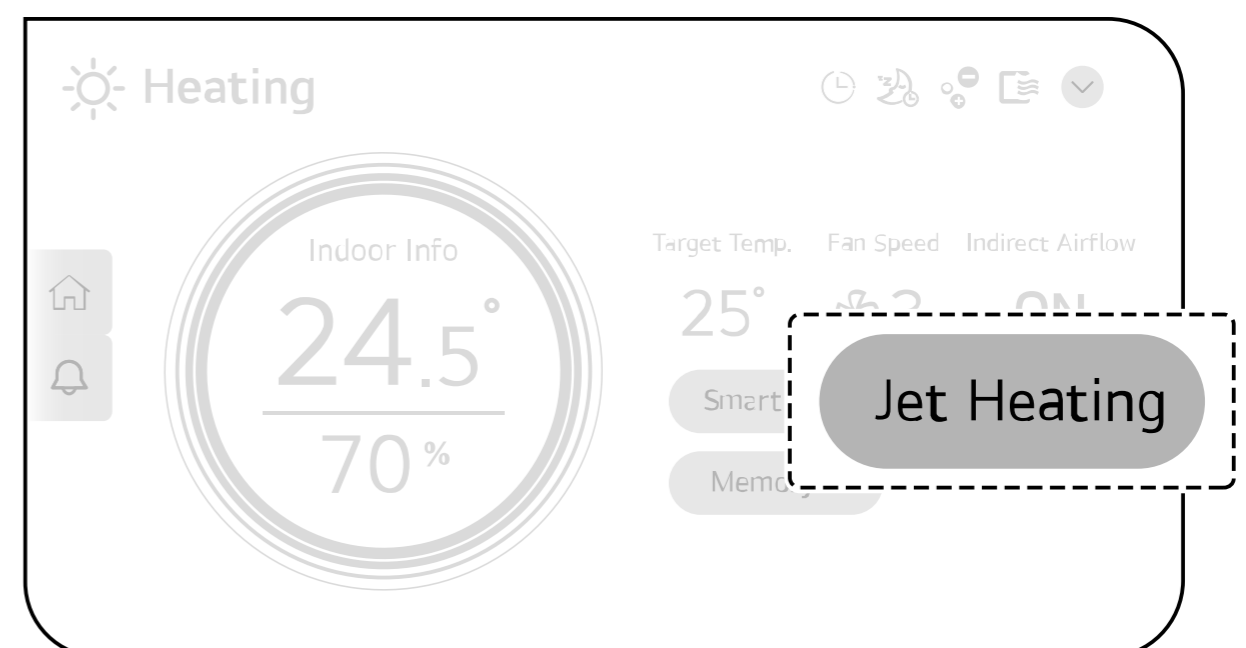 Heating
Indoor Info
24.5°
70 %
Target Temp. Fan Speed Indirect Airflow
25°
Smart
Jet Heating